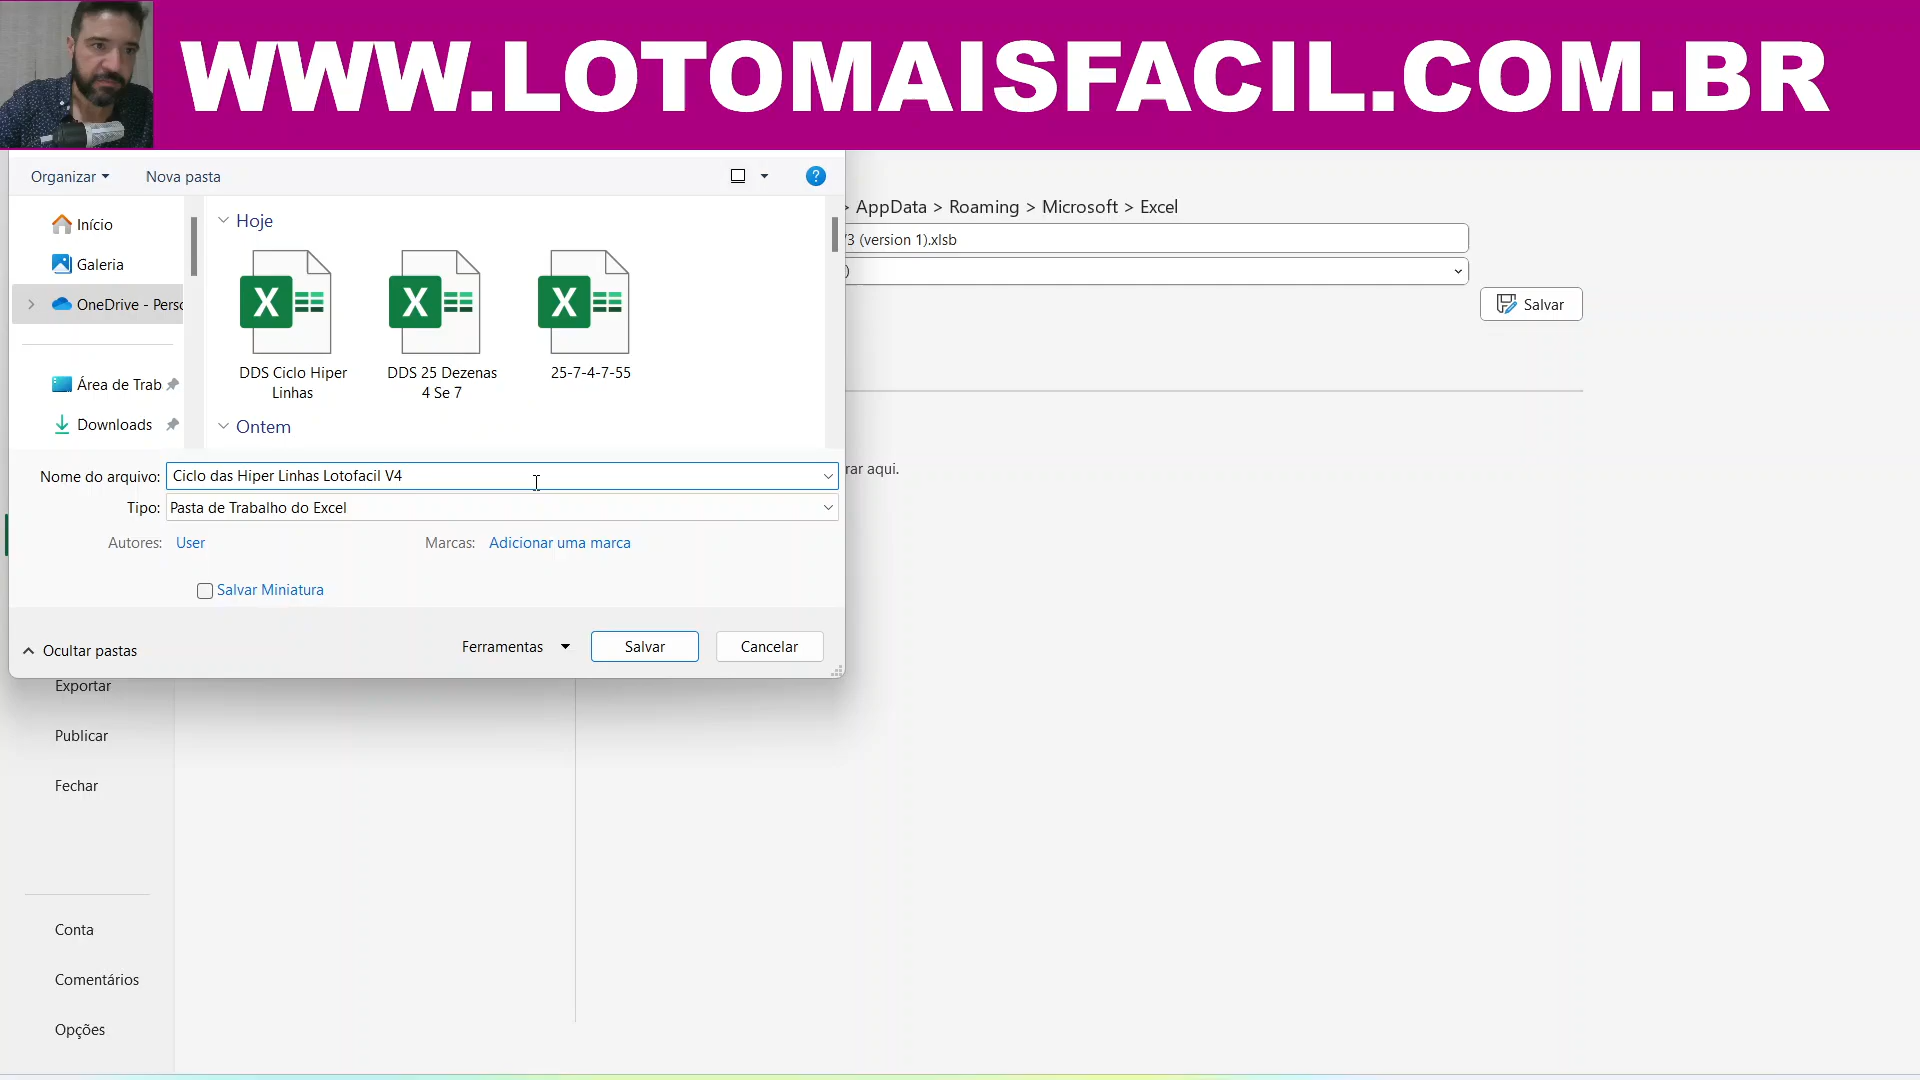 WWW.LOTOMAISFACIL.COM.BR
Organizar
Nova pasta
?
> AppData > Roaming > Microsoft > Excel
Início
Hoje
V3 (version 1).xlsb
Galeria
)
OneDrive - Perso
Salvar
DDS Ciclo Hiper
Linhas
DDS 25 Dezenas
4 Se 7
25-7-4-7-55
Área de Trab
Downloads
Ontem
Nome do arquivo: Ciclo das Hiper Linhas Lotofacil V4
rar aqui.
Tipo: Pasta de Trabalho do Excel
Autores: User
Marcas: Adicionar uma marca
Salvar Miniatura
Ocultar pastas
Ferramentas
Salvar
Cancelar
Exportar
Publicar
Fechar
Conta
Comentários
Opções